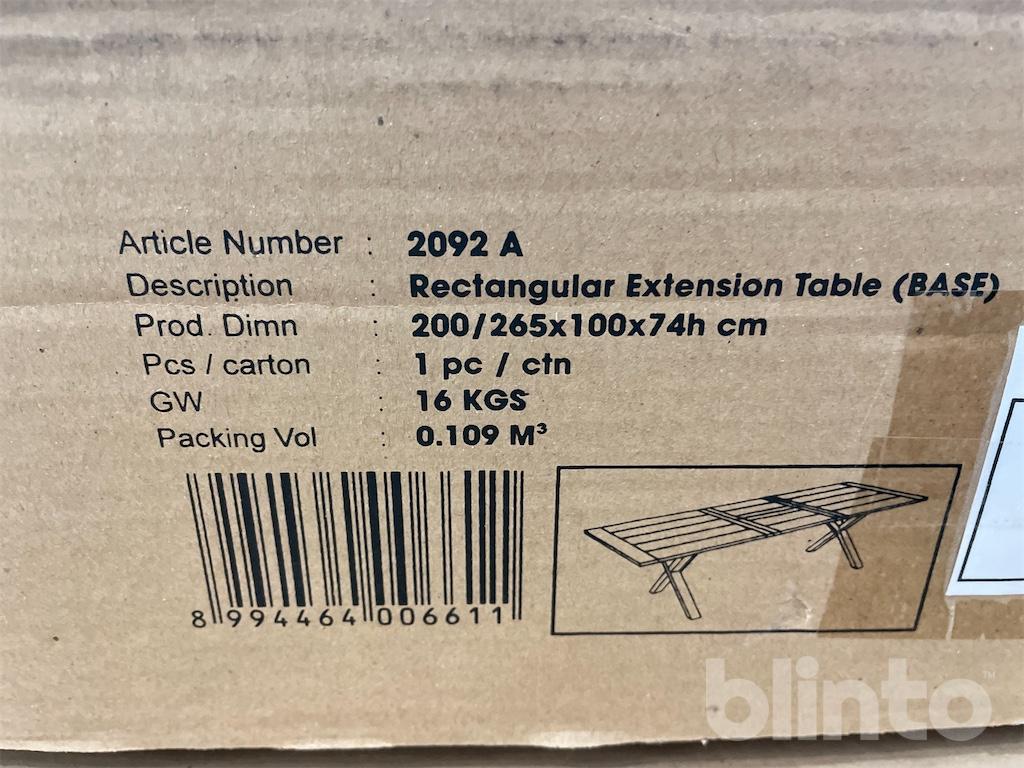 Article Number : 2092 A
Description : Rectangular Extension Table (BASE)
Prod. Dimn : 200/265x100x74h cm
Pcs / carton : 1 pc / ctn
GW : 16 KGS
Packing Vol : 0.109 M³
8 994464 006611
blinto™